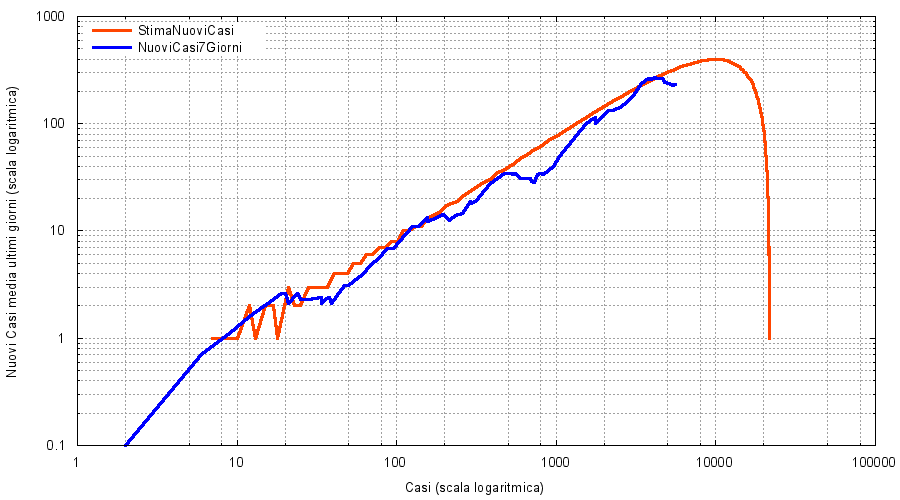 1000
StimaNuoviCasi
NuoviCasi7Giorni
100
10
1
0.1
Nuovi Casi media ultimi giorni (scala logaritmica)
1 10 100 1000 10000 100000
Casi (scala logaritmica)